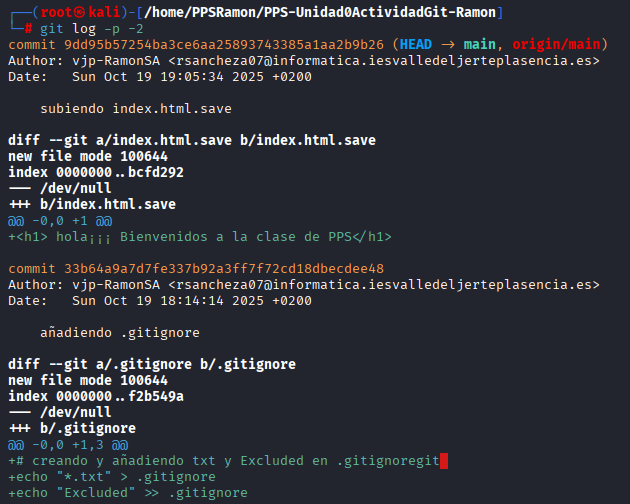 ┌──(root㉿kali)-[/home/PPSRamon/PPS-Unidad0ActividadGit-Ramon]
└─# git log -p -2
commit 9dd95b57254ba3ce6aa25893743385a1aa2b9b26 (HEAD -> main, origin/main)
Author: vjp-RamonSA <rsancheza07@informatica.iesvalledeljerteplasencia.es>
Date:   Sun Oct 19 19:05:34 2025 +0200
    subiendo index.html.save
diff --git a/index.html.save b/index.html.save
new file mode 100644
index 0000000..bcfd292
--- /dev/null
+++ b/index.html.save
@@ -0,0 +1 @@
+<h1> hola¡¡¡ Bienvenidos a la clase de PPS</h1>
commit 33b64a9a7d7fe337b92a3ff7f72cd18dbecdee48
Author: vjp-RamonSA <rsancheza07@informatica.iesvalledeljerteplasencia.es>
Date:   Sun Oct 19 18:14:14 2025 +0200
    añadiendo .gitignore
diff --git a/.gitignore b/.gitignore
new file mode 100644
index 0000000..f2b549a
--- /dev/null
+++ b/.gitignore
@@ -0,0 +1,3 @@
+# creando y añadiendo txt y Excluded en .gitignoregit
+echo "*.txt" > .gitignore
+echo "Excluded" >> .gitignore